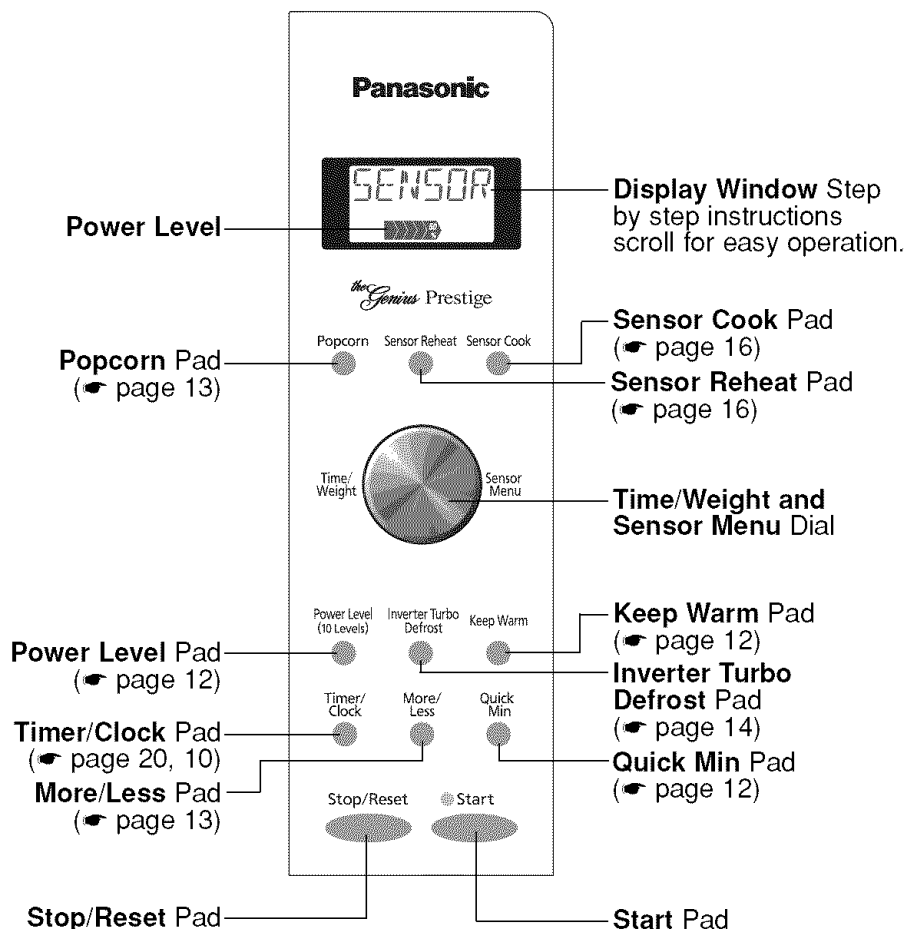 Panasonic
SENSOR
Power Level
Display Window Step
by step instructions
scroll for easy operation.
the Genius Prestige
Popcorn
Sensor Reheat
Sensor Cook
Sensor Cook Pad
(☛ page 16)
Popcorn Pad
(☛ page 13)
Sensor Reheat Pad
(☛ page 16)
Time/
Weight
Sensor
Menu
Time/Weight and
Sensor Menu Dial
Power Level
(10 Levels)
Inverter Turbo
Defrost
Keep Warm
Keep Warm Pad
(☛ page 12)
Power Level Pad
(☛ page 12)
Inverter Turbo
Defrost Pad
(☛ page 14)
Timer/
Clock
More/
Less
Quick
Min
Timer/Clock Pad
(☛ page 20, 10)
Quick Min Pad
(☛ page 12)
More/Less Pad
(☛ page 13)
Stop/Reset
Start
Stop/Reset Pad
Start Pad